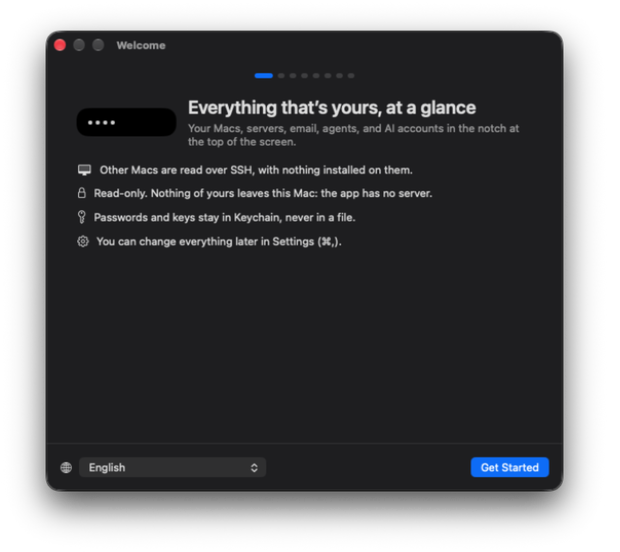 Welcome
Everything that's yours, at a glance
Your Macs, servers, email, agents, and AI accounts in the notch at
the top of the screen.
Other Macs are read over SSH, with nothing installed on them.
Read-only. Nothing of yours leaves this Mac: the app has no server.
Passwords and keys stay in Keychain, never in a file.
You can change everything later in Settings (⌘,).
English
Get Started